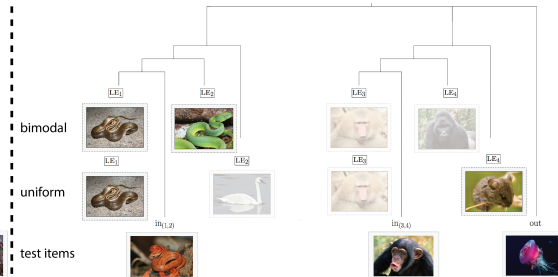 LE₁ LE₂ LE₃ LE₄
bimodal
LE₁ LE₂ LE₃ LE₄
uniform
in₍₁,₂₎ in₍₃,₄₎ out
test items